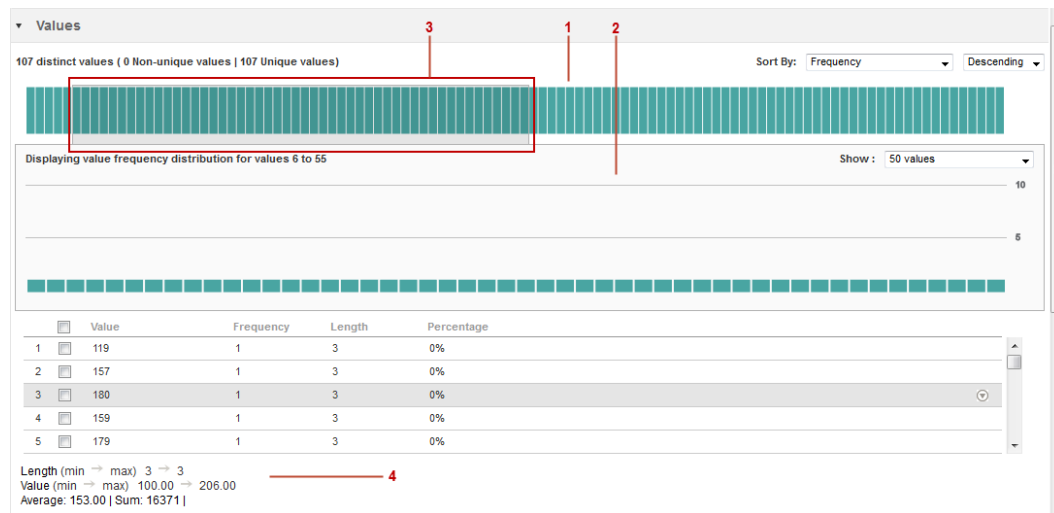 Values
3 1 2
107 distinct values ( 0 Non-unique values | 107 Unique values)
Sort By: Frequency Descending
Displaying value frequency distribution for values 6 to 55
Show : 50 values
10
5
Value Frequency Length Percentage
1 119 1 3 0%
2 157 1 3 0%
3 180 1 3 0%
4 159 1 3 0%
5 179 1 3 0%
Length (min → max) 3 → 3
4
Value (min → max) 100.00 → 206.00
Average: 153.00 | Sum: 16371 |